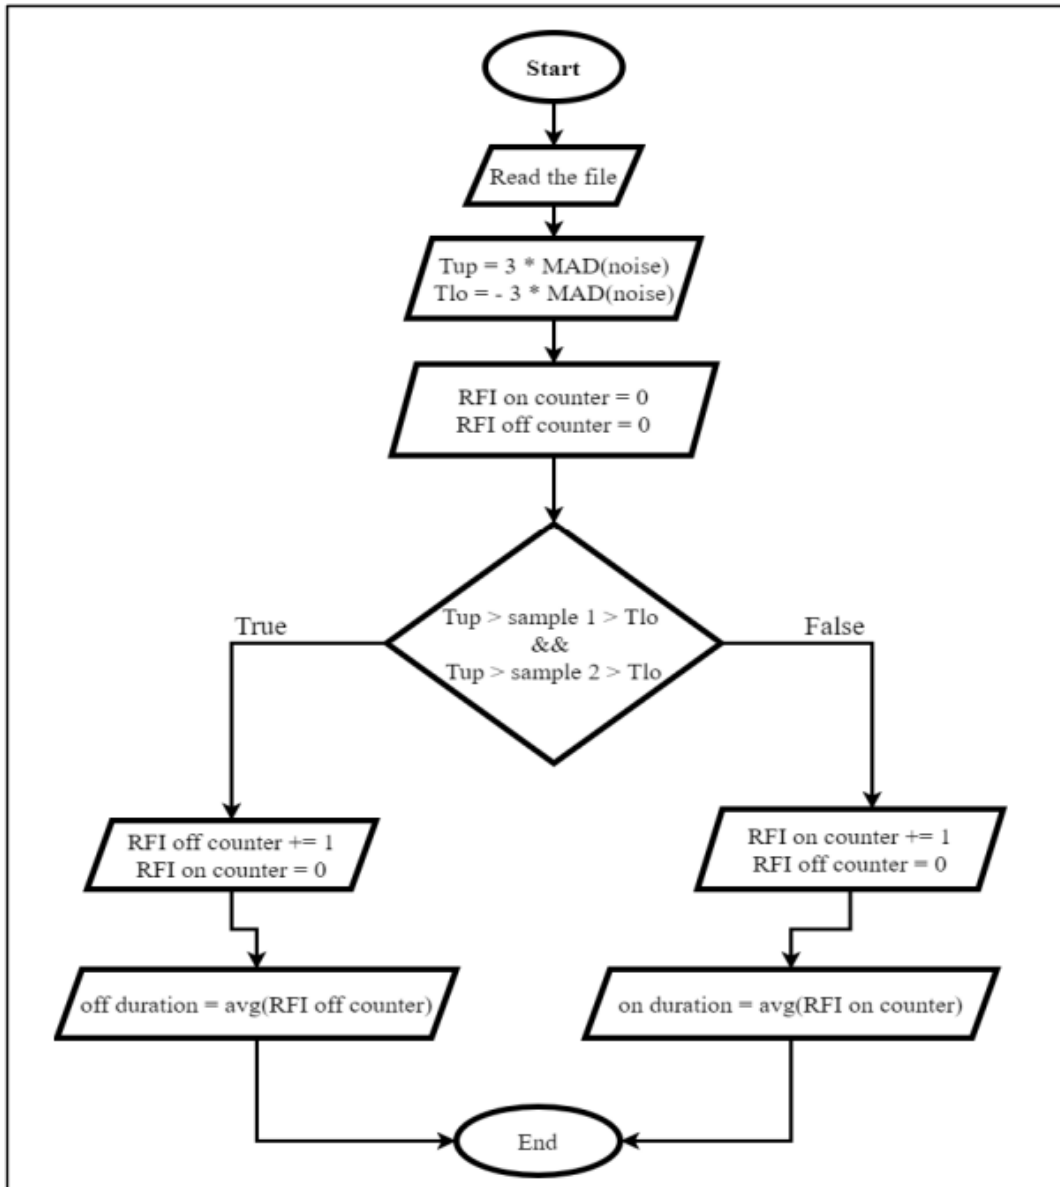 Start
Read the file
Tup = 3 * MAD(noise)
Tlo = - 3 * MAD(noise)
RFI on counter = 0
RFI off counter = 0
Tup > sample 1 > Tlo
&&
Tup > sample 2 > Tlo
True
False
RFI off counter += 1
RFI on counter = 0
RFI on counter += 1
RFI off counter = 0
off duration = avg(RFI off counter)
on duration = avg(RFI on counter)
End